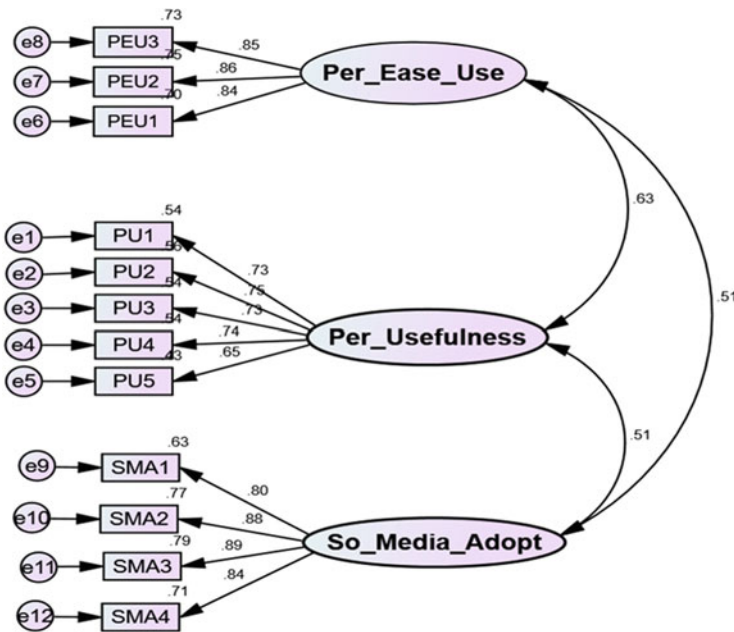 .73
e8 PEU3 .85
.75
e7 PEU2 .86 Per_Ease_Use
.70
e6 PEU1 .84
.63
.54
e1 PU1 .73
.56
e2 PU2 .75
.54
e3 PU3 .73
.51
.54
e4 PU4 .74 Per_Usefulness
.43
e5 PU5 .65
.51
.63
e9 SMA1 .80
.77
e10 SMA2 .88
.79
e11 SMA3 .89 So_Media_Adopt
.71
e12 SMA4 .84